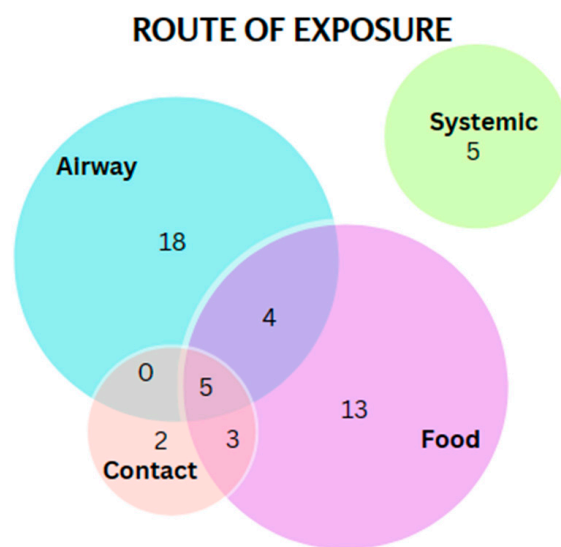 ROUTE OF EXPOSURE
Systemic
5
Airway
18
4
0
5
13
2
3
Food
Contact